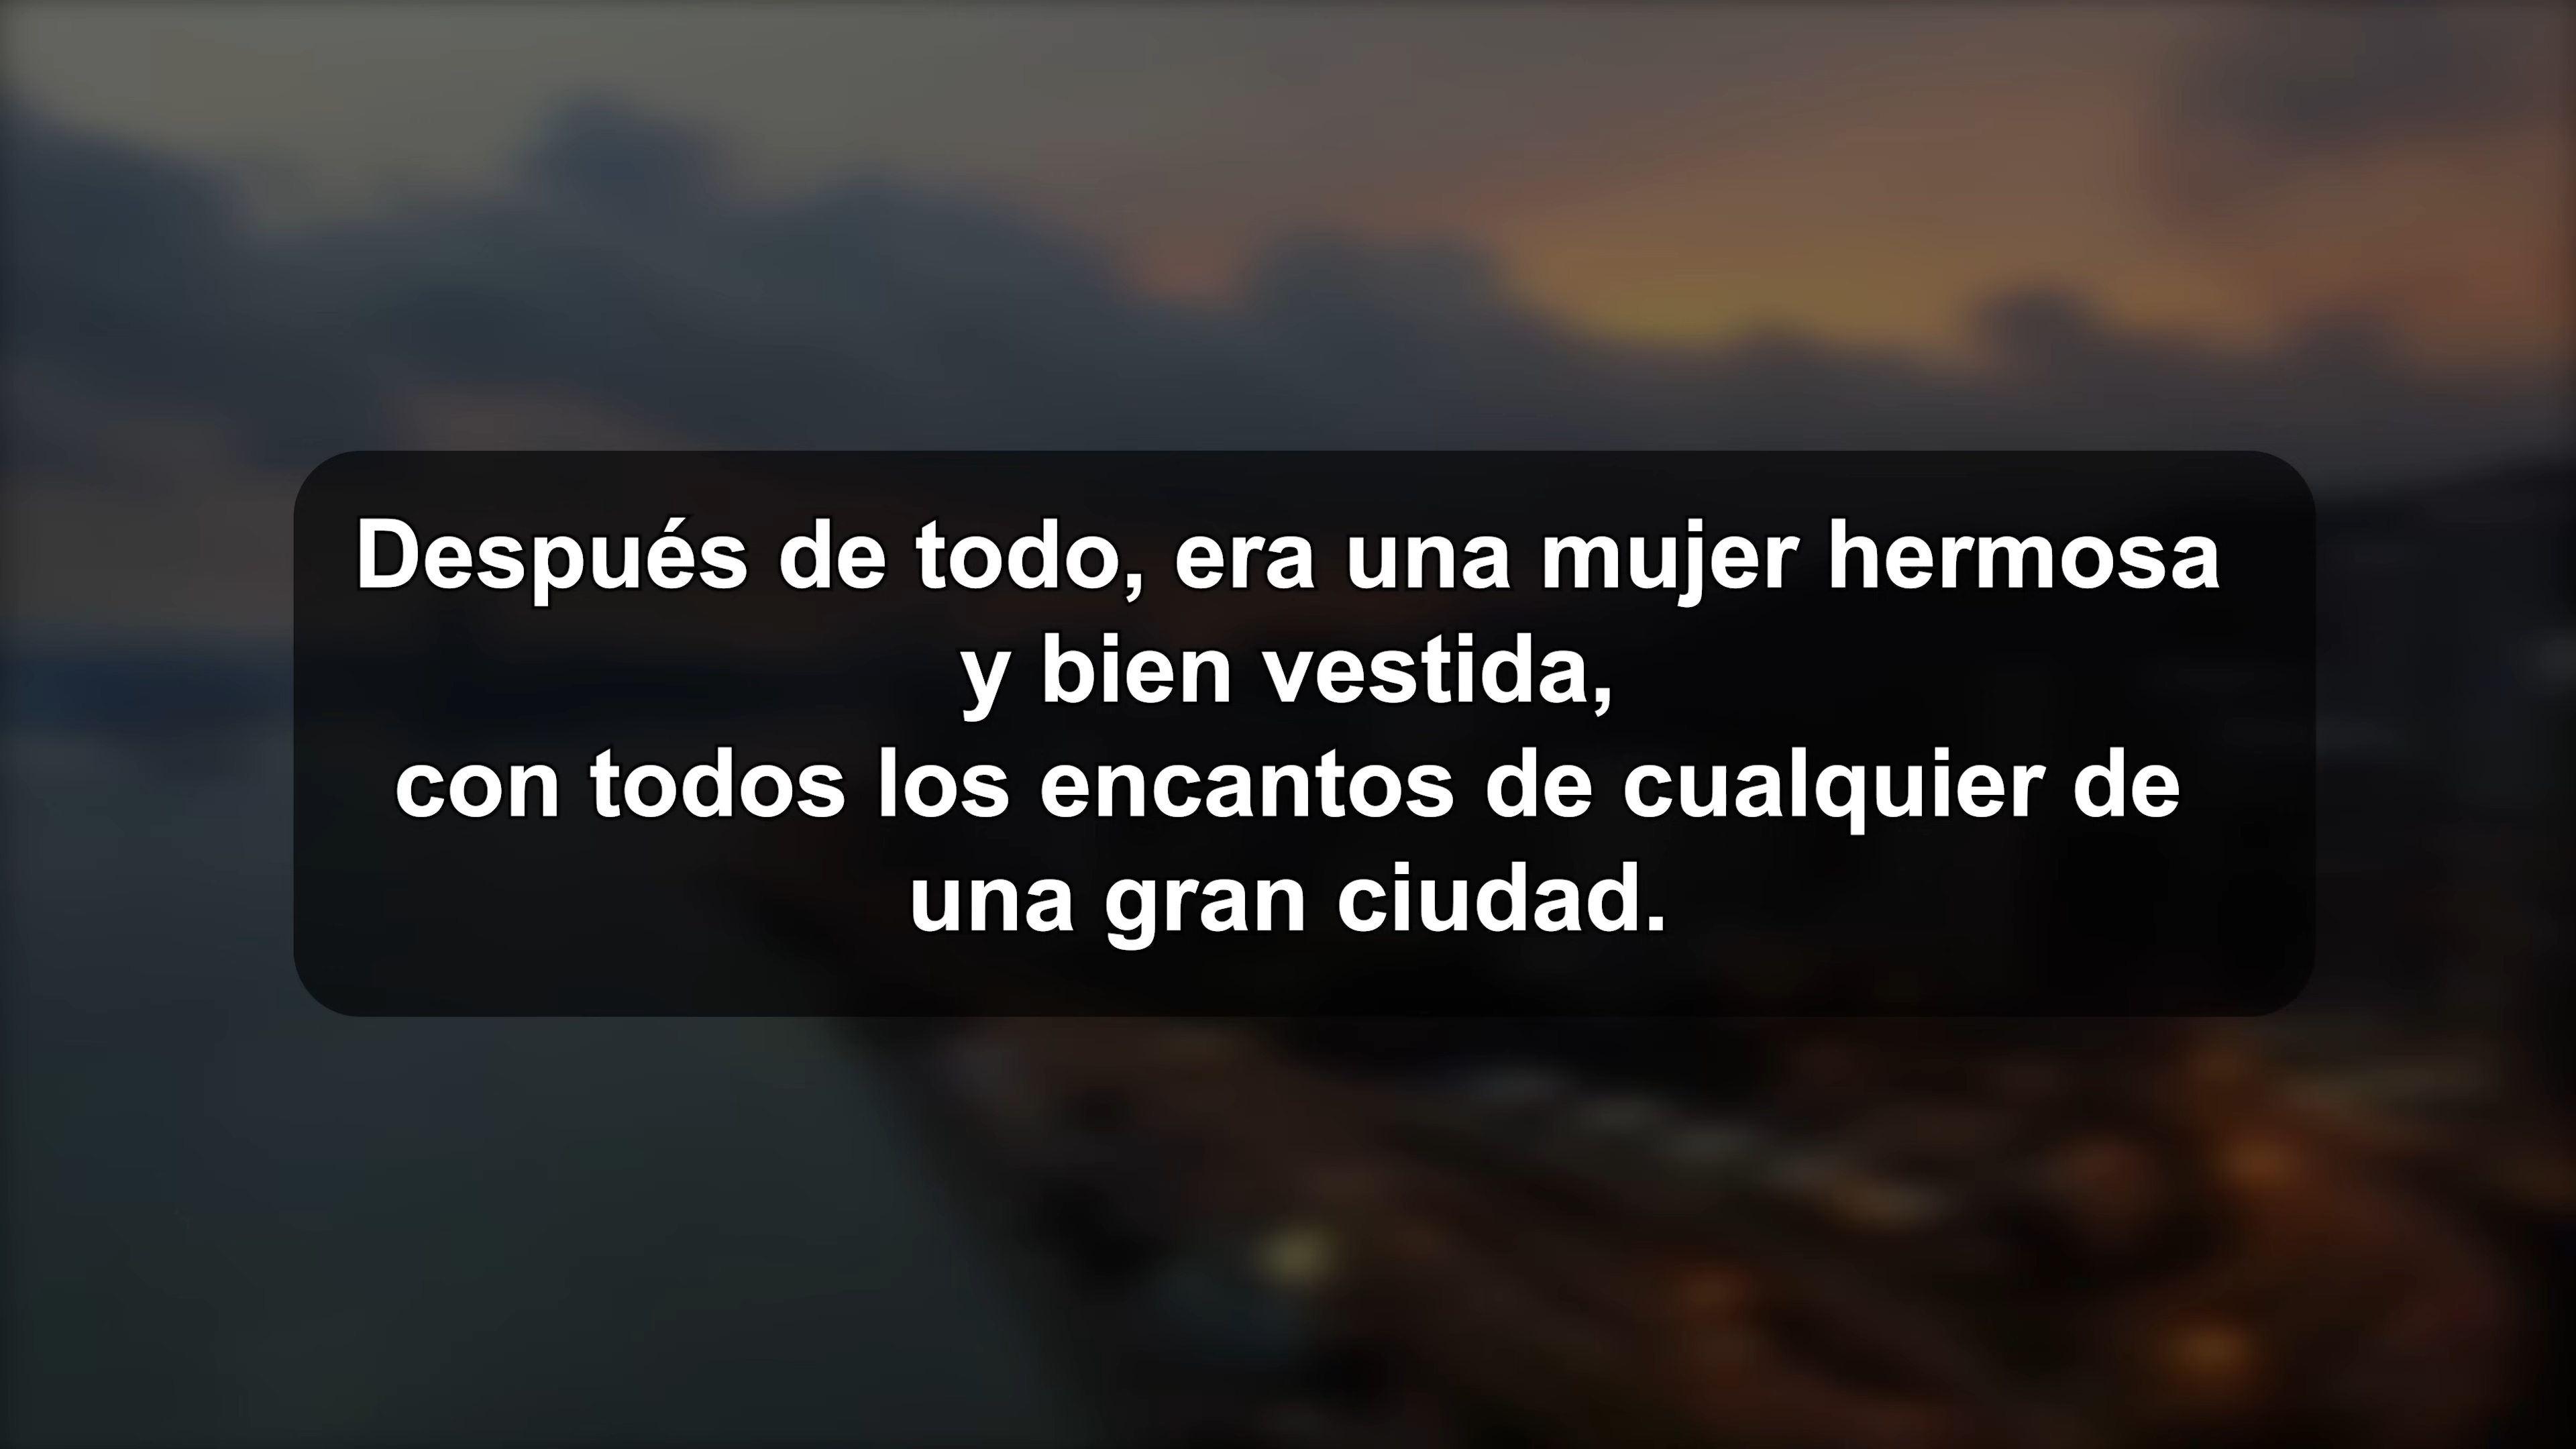 Después de todo, era una mujer hermosa
y bien vestida,
con todos los encantos de cualquier de
una gran ciudad.